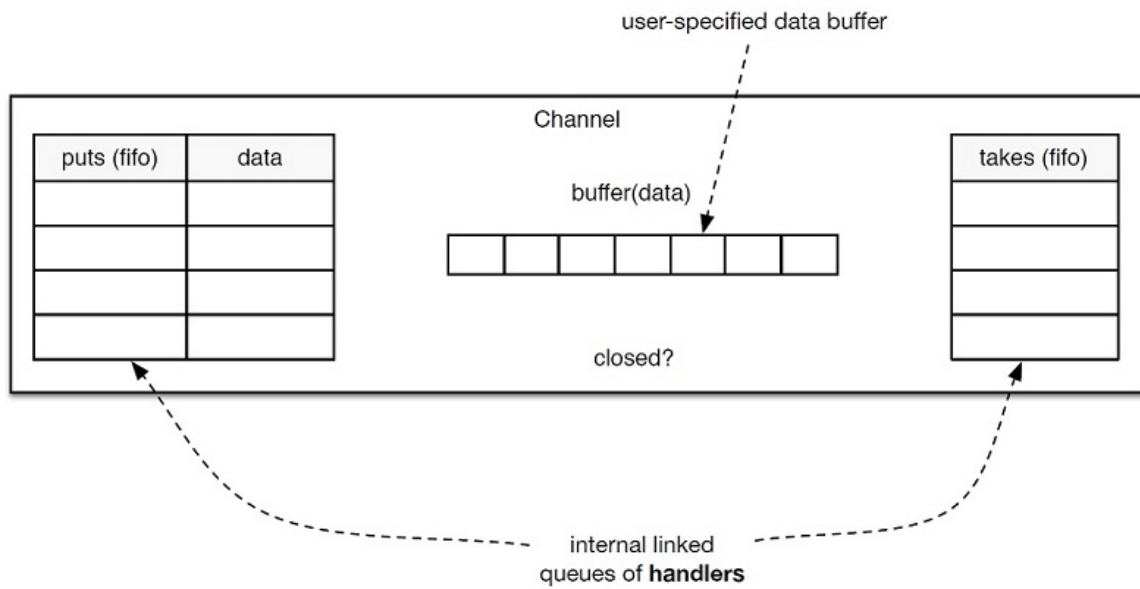 user-specified data buffer
Channel
puts (fifo) data takes (fifo)
buffer(data)
closed?
internal linked
queues of handlers